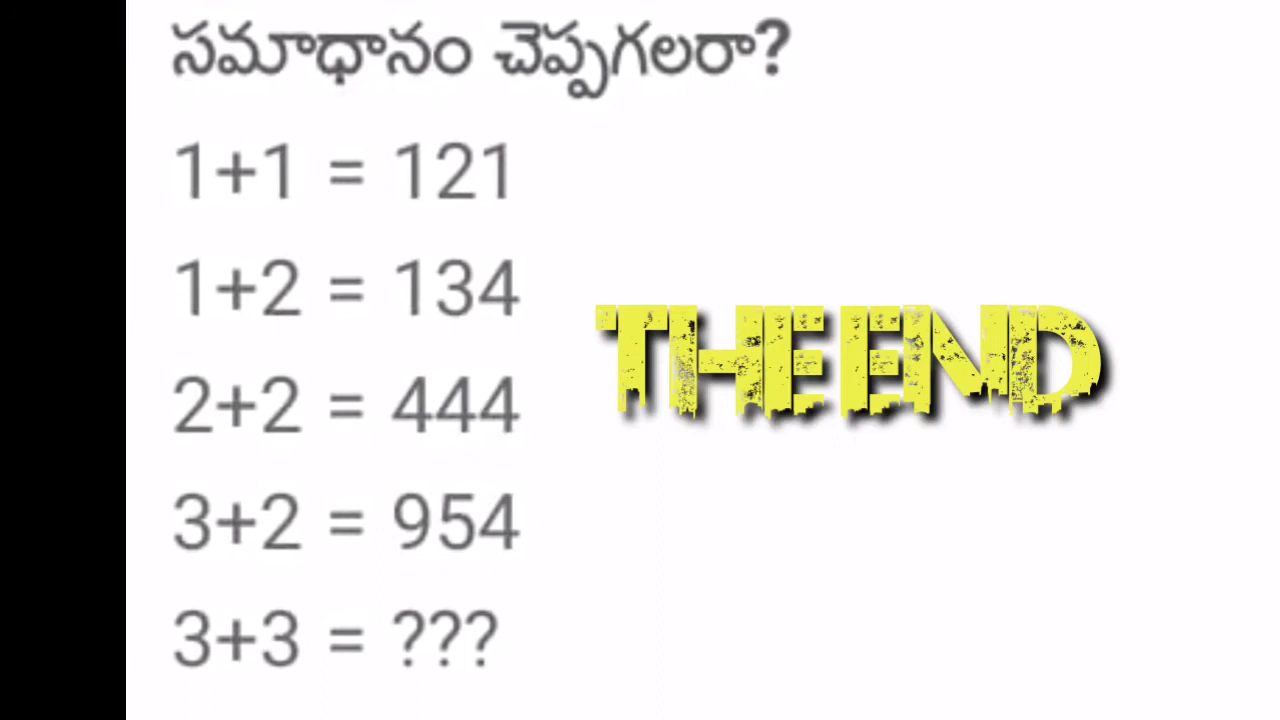 సమాధానం చెప్పగలరా?
1+1 = 121
1+2 = 134
THE END
2+2 = 444
3+2 = 954
3+3 = ???